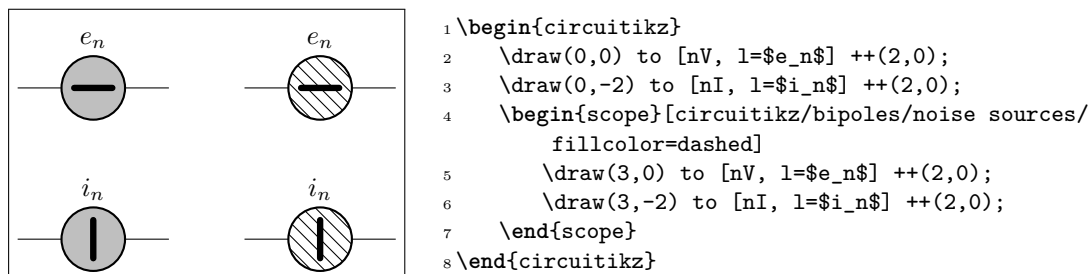 e_n e_n
i_n i_n
1 \begin{circuitikz}
2 \draw(0,0) to [nV, l=$e_n$] ++(2,0);
3 \draw(0,-2) to [nI, l=$i_n$] ++(2,0);
4 \begin{scope}[circuitikz/bipoles/noise sources/
fillcolor=dashed]
5 \draw(3,0) to [nV, l=$e_n$] ++(2,0);
6 \draw(3,-2) to [nI, l=$i_n$] ++(2,0);
7 \end{scope}
8 \end{circuitikz}